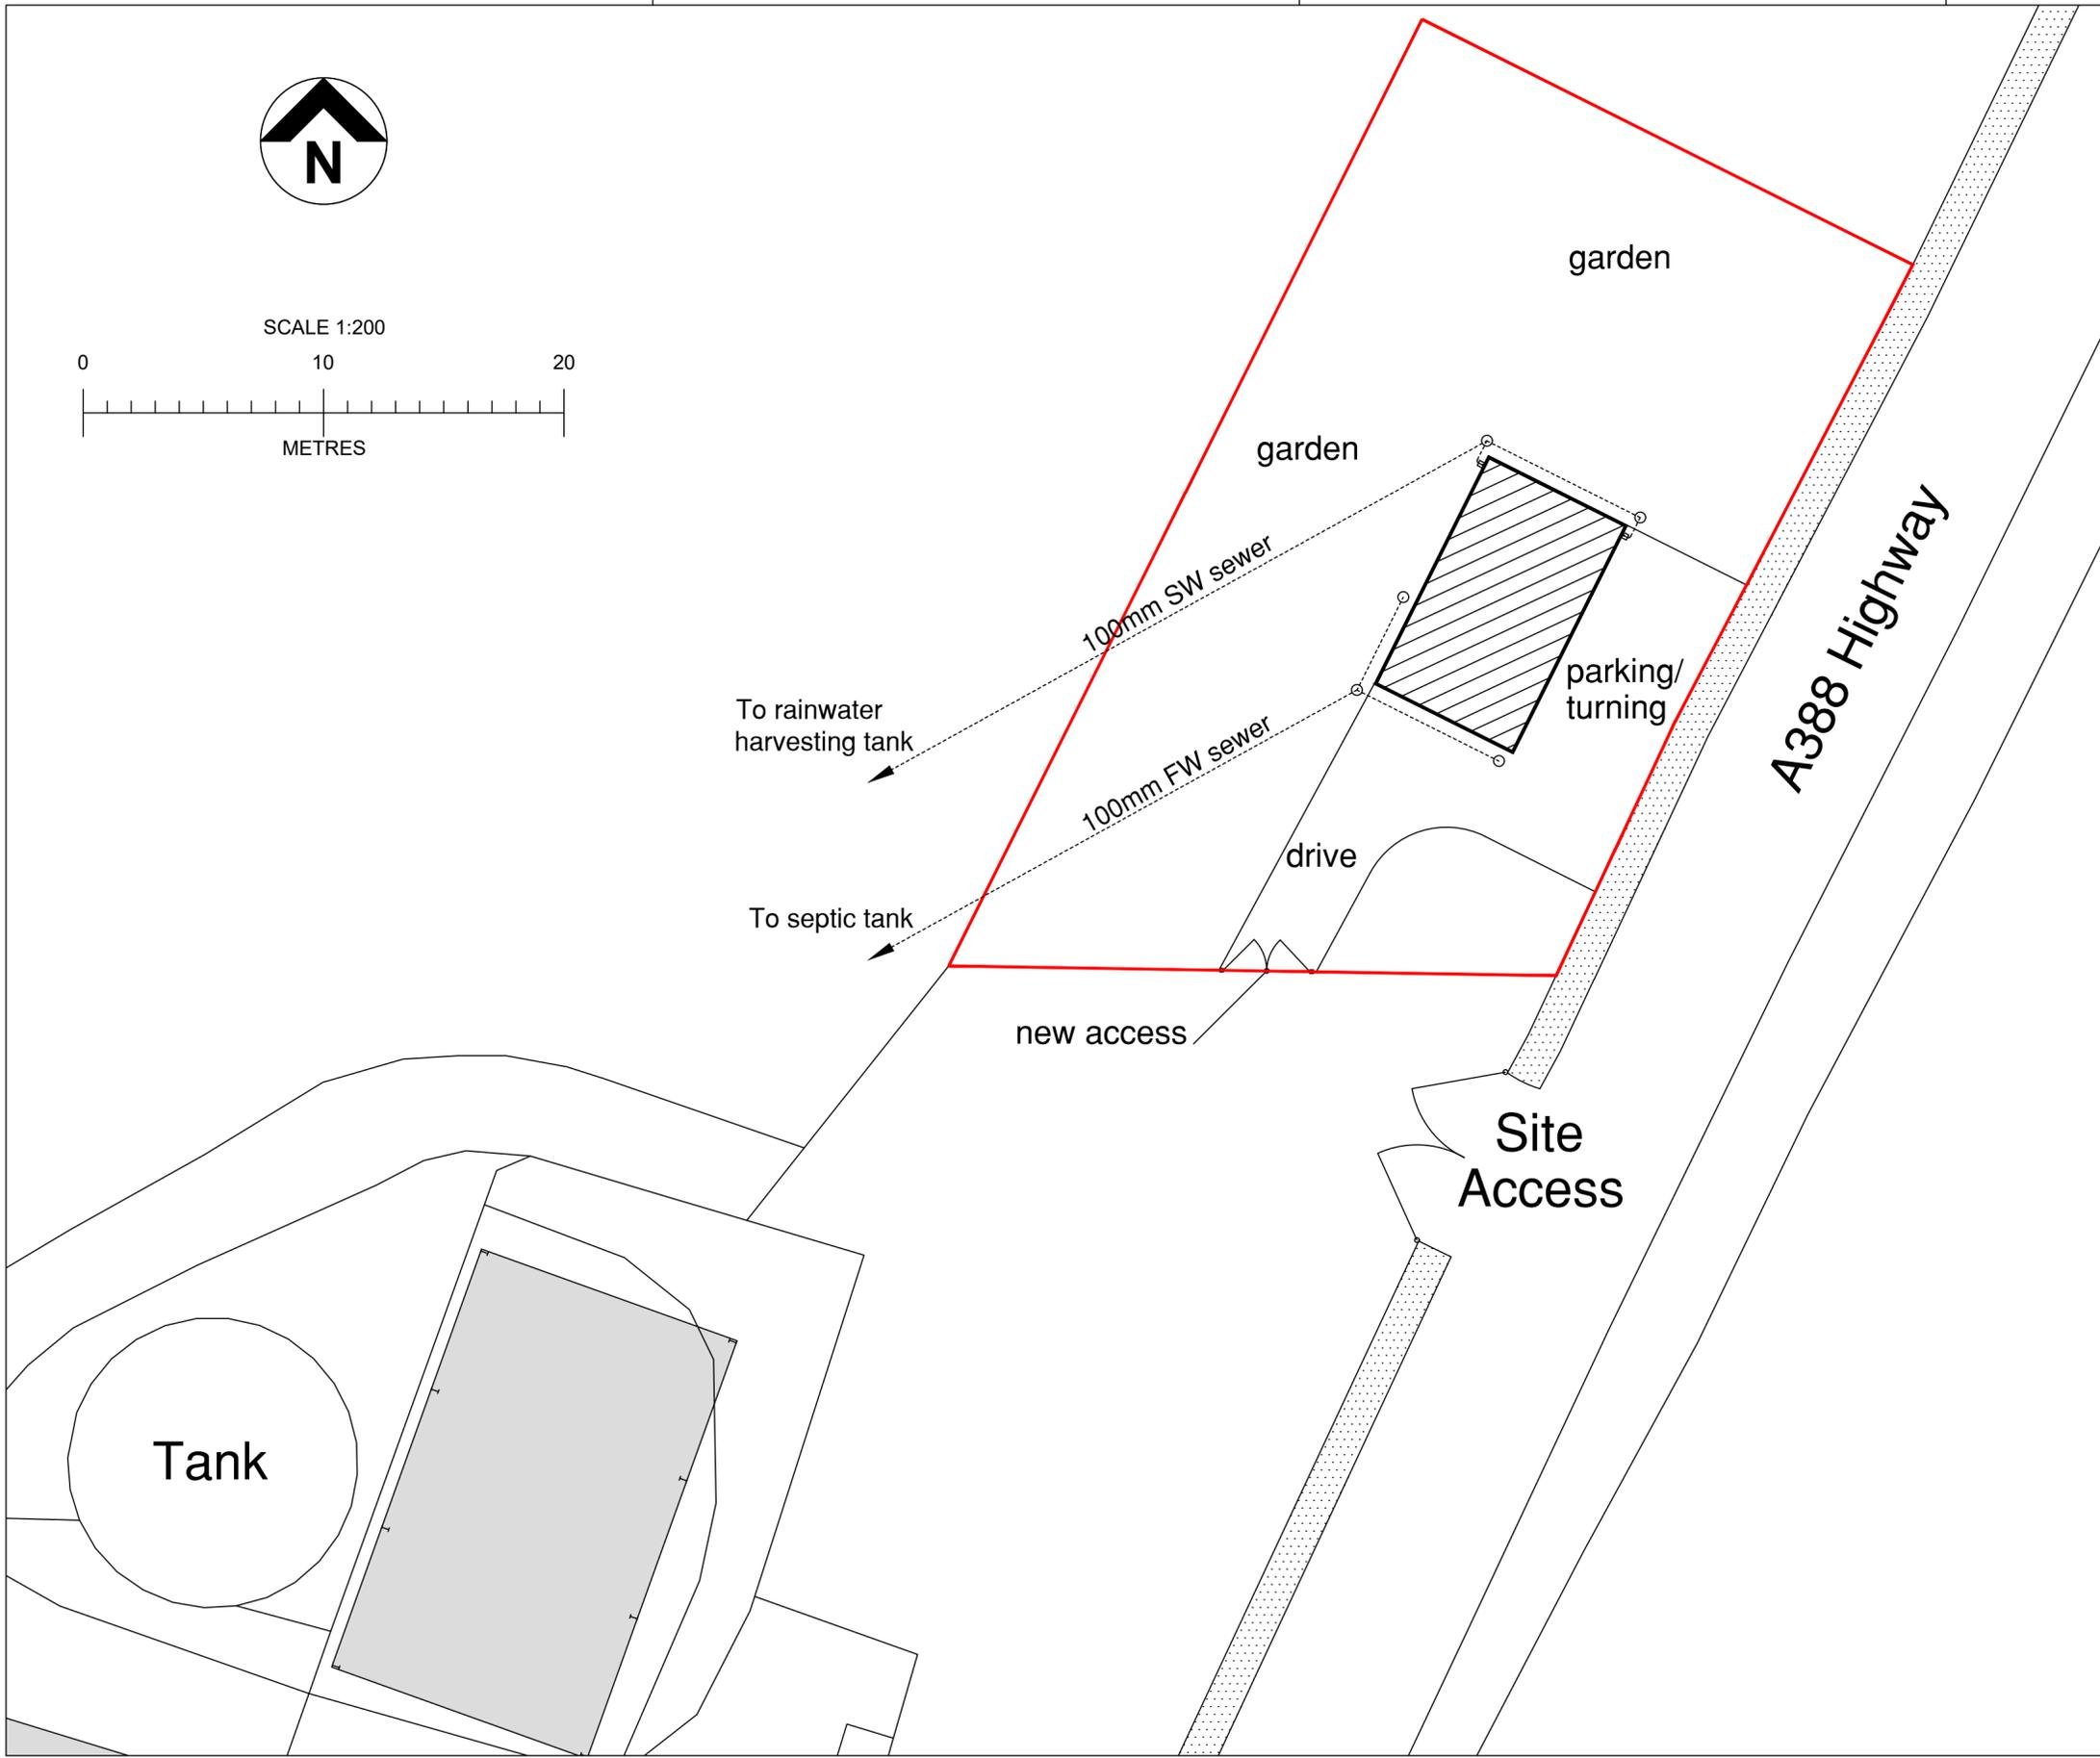 N
SCALE 1:200
0 10 20
METRES
garden
garden
100mm SW sewer
To rainwater
harvesting tank
100mm FW sewer
To septic tank
parking/
turning
A388 Highway
drive
new access
Site
Access
Tank